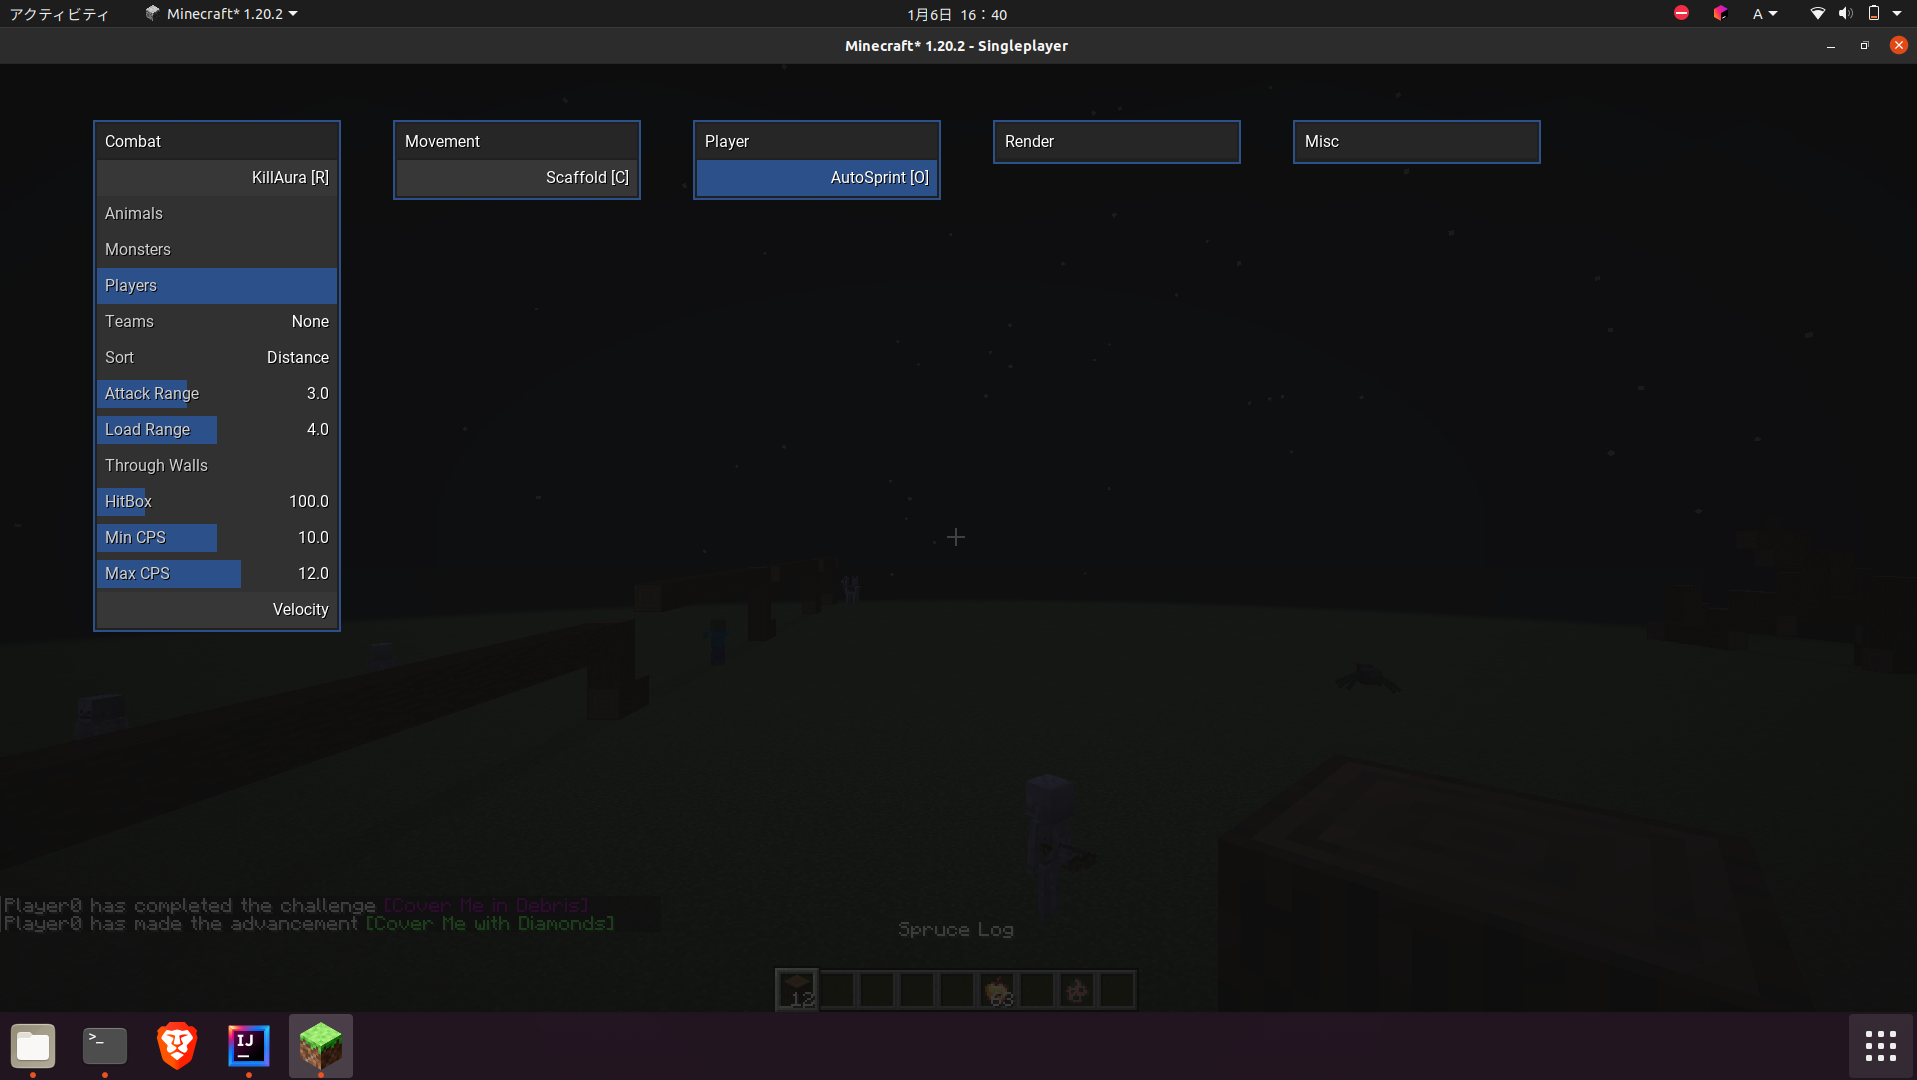 アクティビティ
Minecraft* 1.20.2
1月6日 16:40
A
Minecraft* 1.20.2 - Singleplayer
Combat
KillAura [R]
Animals
Monsters
Players
Teams None
Sort Distance
Attack Range 3.0
Load Range 4.0
Through Walls
HitBox 100.0
Min CPS 10.0
Max CPS 12.0
Velocity
Movement
Scaffold [C]
Player
AutoSprint [O]
Render
Misc
Player0 has completed the challenge [Cover Me in Debris]
Player0 has made the advancement [Cover Me with Diamonds]
Spruce Log
12
63
>_
IJ